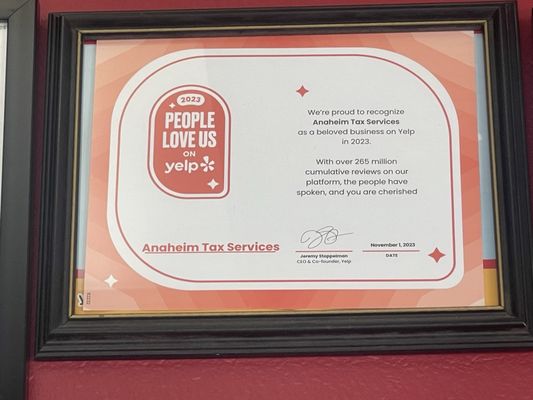 2023
PEOPLE
LOVE US
ON
yelp
We're proud to recognize
Anaheim Tax Services
as a beloved business on Yelp
in 2023.
With over 265 million
cumulative reviews on our
platform, the people have
spoken, and you are cherished
Anaheim Tax Services
November 1, 2023
Jeremy Stoppelman
CEO & Co-founder, Yelp
DATE